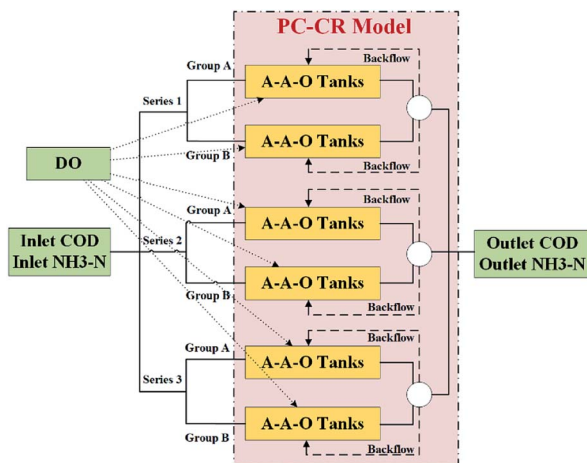 PC-CR Model
Group A
Backflow
A-A-O Tanks
Series 1
A-A-O Tanks
Group B
Backflow
DO
Backflow
Group A
A-A-O Tanks
Inlet COD
Inlet NH3-N
Series 2
Outlet COD
Outlet NH3-N
A-A-O Tanks
Group B
Backflow
Backflow
Group A
A-A-O Tanks
Series 3
A-A-O Tanks
Group B
Backflow